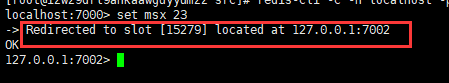 localhost:7000> set msx 23
-> Redirected to slot [15279] located at 127.0.0.1:7002
OK
127.0.0.1:7002>